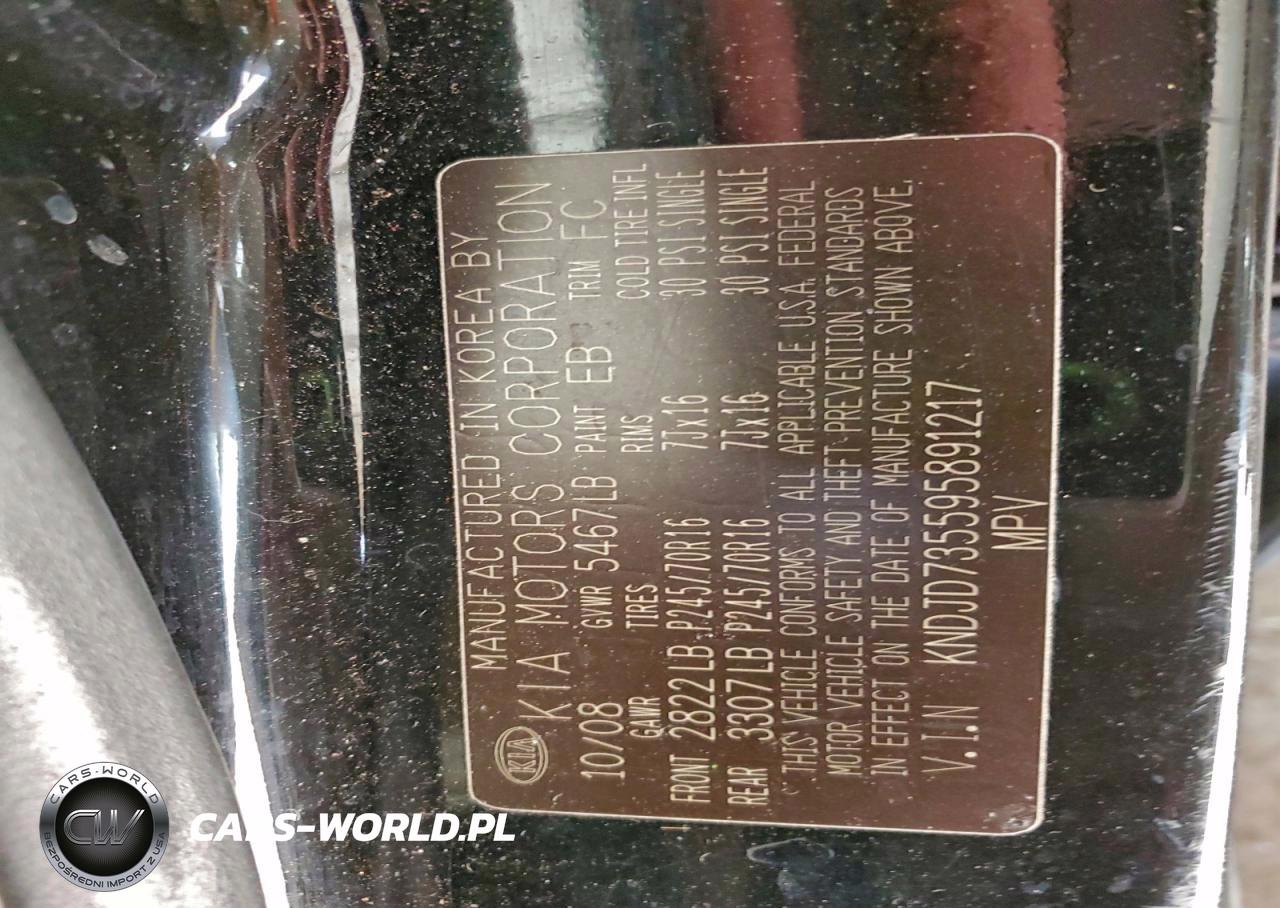 MANUFACTURED IN KOREA BY
KIA KIA MOTORS CORPORATION
10/08 GVWR 5467LB PAINT EB TRIM FC
GAWR TIRES RIMS COLD TIRE INFL
FRONT 2822LB P245/70R16 7Jx16 30 PSI SINGLE
REAR 3307LB P245/70R16 7Jx16 30 PSI SINGLE
THIS VEHICLE CONFORMS TO ALL APPLICABLE U.S.A. FEDERAL
MOTOR VEHICLE SAFETY AND THEFT PREVENTION STANDARDS
IN EFFECT ON THE DATE OF MANUFACTURE SHOWN ABOVE.
V.I.N KNDJD735595891217
MPV
CARS-WORLD
CW
BEZPOŚREDNI IMPORT Z USA
CARS-WORLD.PL